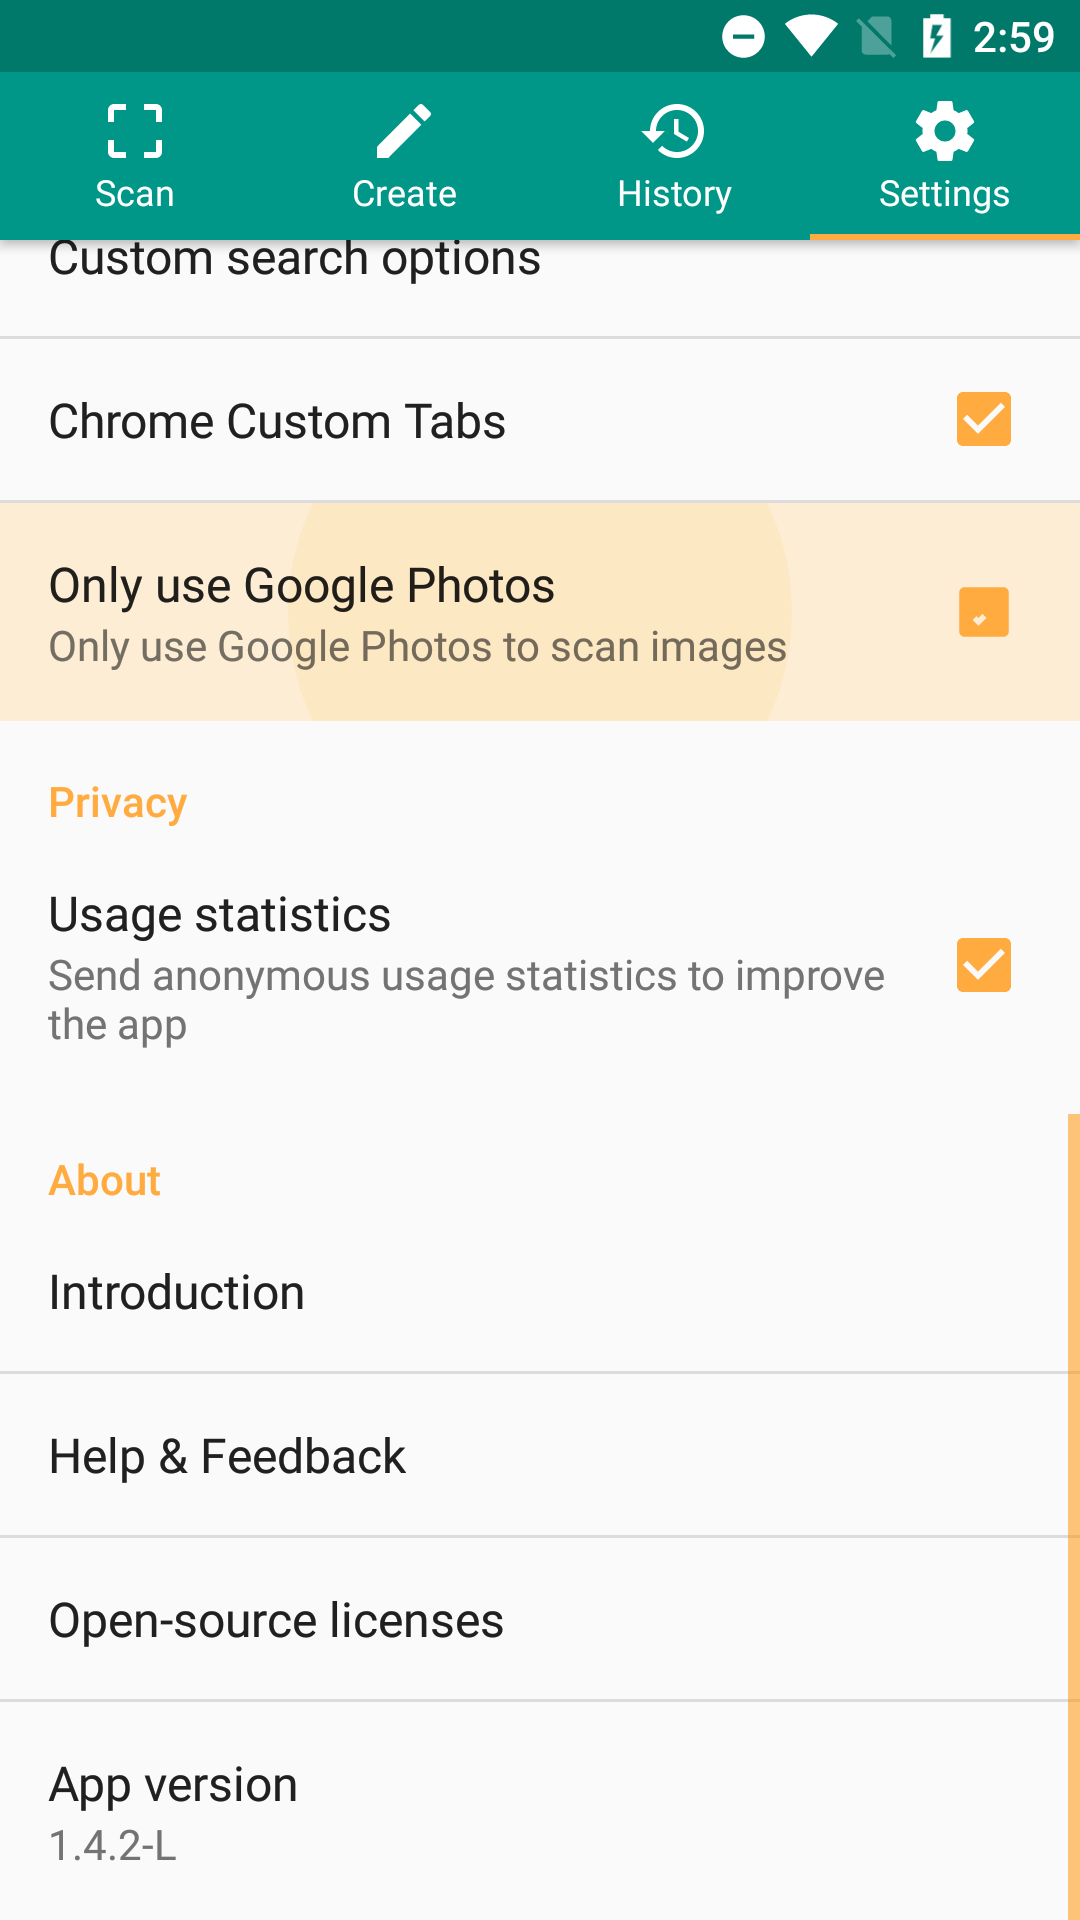 2:59
Scan
Create
History
Settings
Custom search options
Chrome Custom Tabs
Only use Google Photos
Only use Google Photos to scan images
Privacy
Usage statistics
Send anonymous usage statistics to improve
the app
About
Introduction
Help & Feedback
Open-source licenses
App version
1.4.2-L